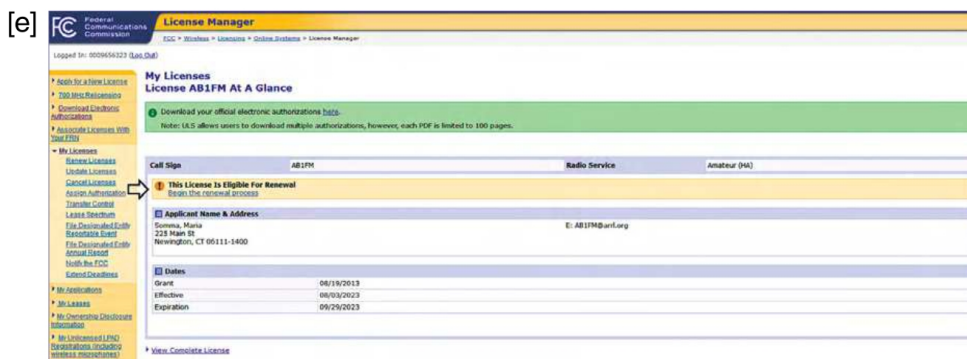 [e]
FCC Federal Communications Commission
License Manager
FCC > Wireless > Licensing > Online Systems > License Manager
Logged In: 0009656323 (Log Out)
Apply for a New License
700 MHz Relicensing
Download Electronic
Authorizations
Associate Licenses With
Your FRN
My Licenses
Renew Licenses
Update Licenses
Cancel Licenses
Assign Authorization
Transfer Control
Lease Spectrum
File Designated Entity
Reportable Event
File Designated Entity
Annual Report
Notify the FCC
Extend Deadlines
My Applications
My Leases
My Ownership Disclosure
Information
My Unlicensed LPAD
Registrations (including
wireless microphones)
My Licenses
License AB1FM At A Glance
Download your official electronic authorizations here.
Note: ULS allows users to download multiple authorizations, however, each PDF is limited to 100 pages.
Call Sign AB1FM Radio Service Amateur (HA)
This License Is Eligible For Renewal
Begin the renewal process
Applicant Name & Address
Somma, Maria E: AB1FM@arrl.org
225 Main St
Newington, CT 06111-1400
Dates
Grant 08/19/2013
Effective 08/03/2023
Expiration 09/29/2023
View Complete License